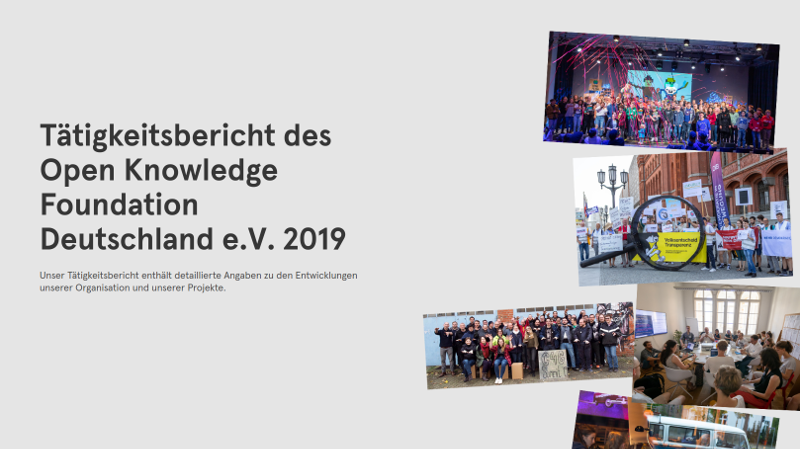 Tätigkeitsbericht des
Open Knowledge
Foundation
Deutschland e.V. 2019
Unser Tätigkeitsbericht enthält detaillierte Angaben zu den Entwicklungen
unserer Organisation und unserer Projekte.
Volksentscheid
Transparenz